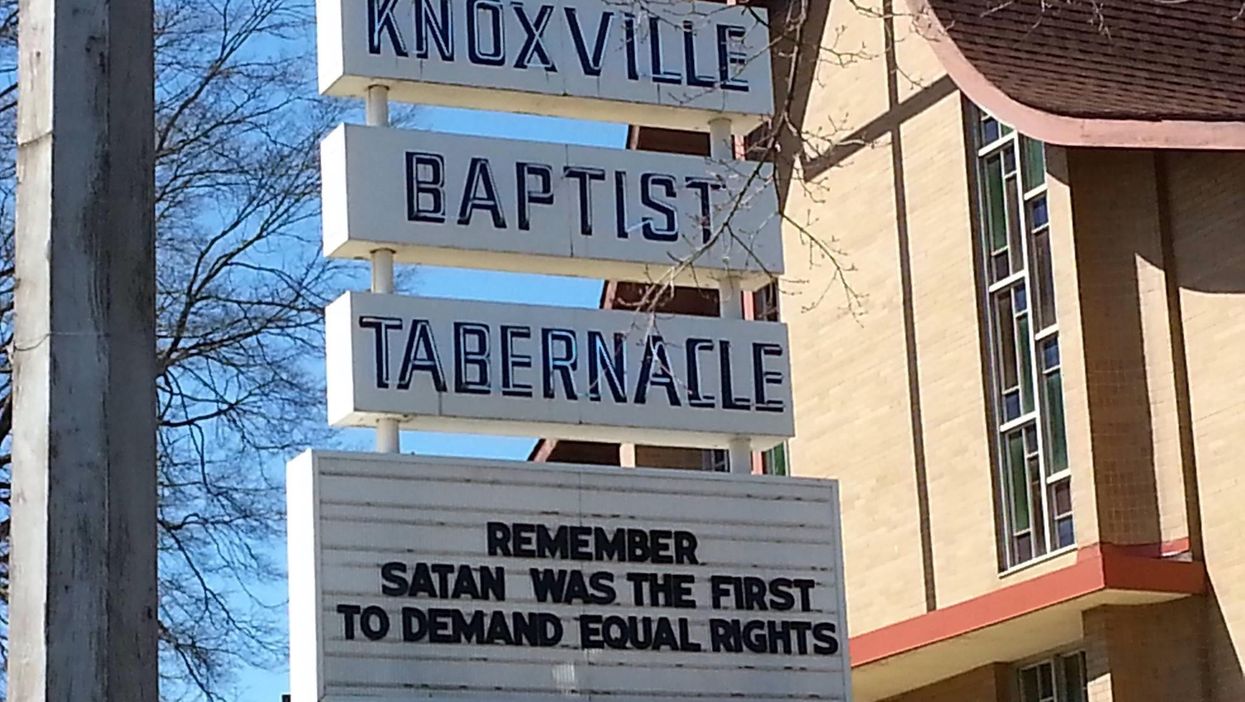 KNOXVILLE
BAPTIST
TABERNACLE
REMEMBER
SATAN WAS THE FIRST
TO DEMAND EQUAL RIGHTS